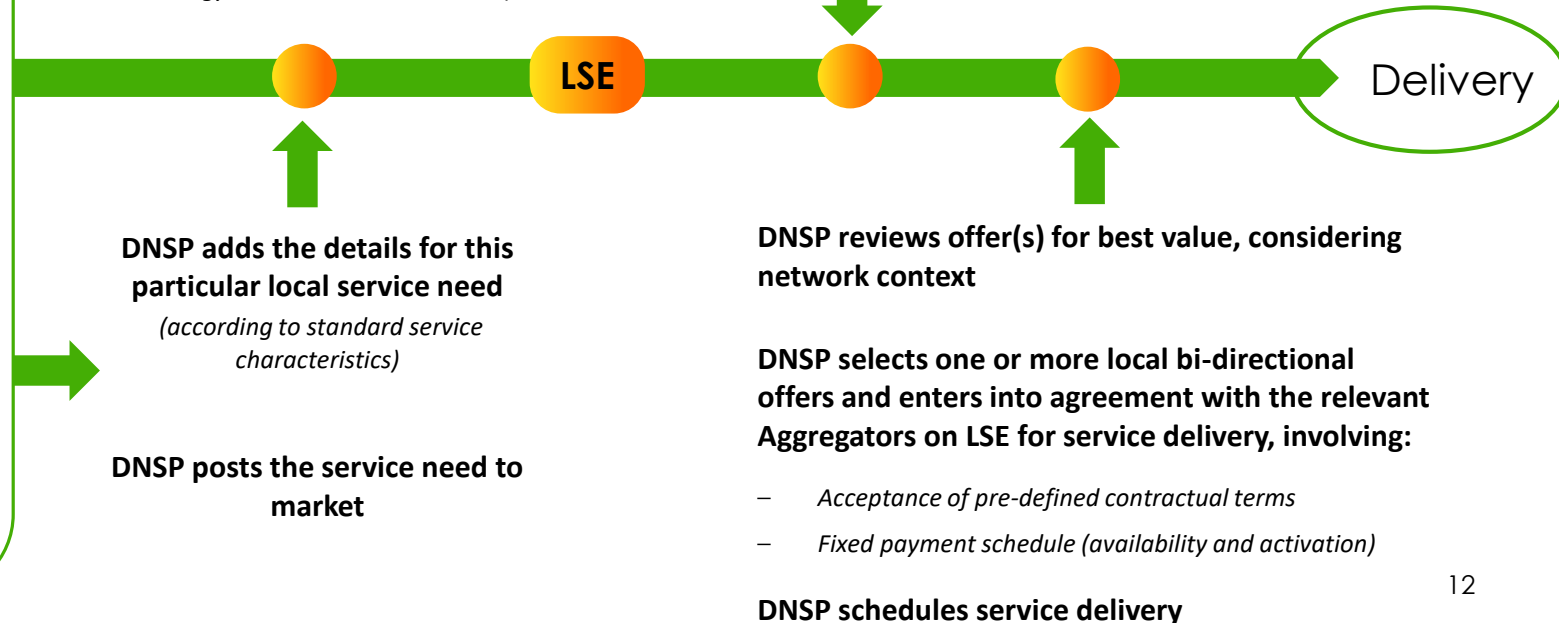 LSE
Delivery
DNSP adds the details for this
particular local service need
(according to standard service
characteristics)
DNSP posts the service need to
market
DNSP reviews offer(s) for best value, considering
network context
DNSP selects one or more local bi-directional
offers and enters into agreement with the relevant
Aggregators on LSE for service delivery, involving:
– Acceptance of pre-defined contractual terms
– Fixed payment schedule (availability and activation)
DNSP schedules service delivery
12